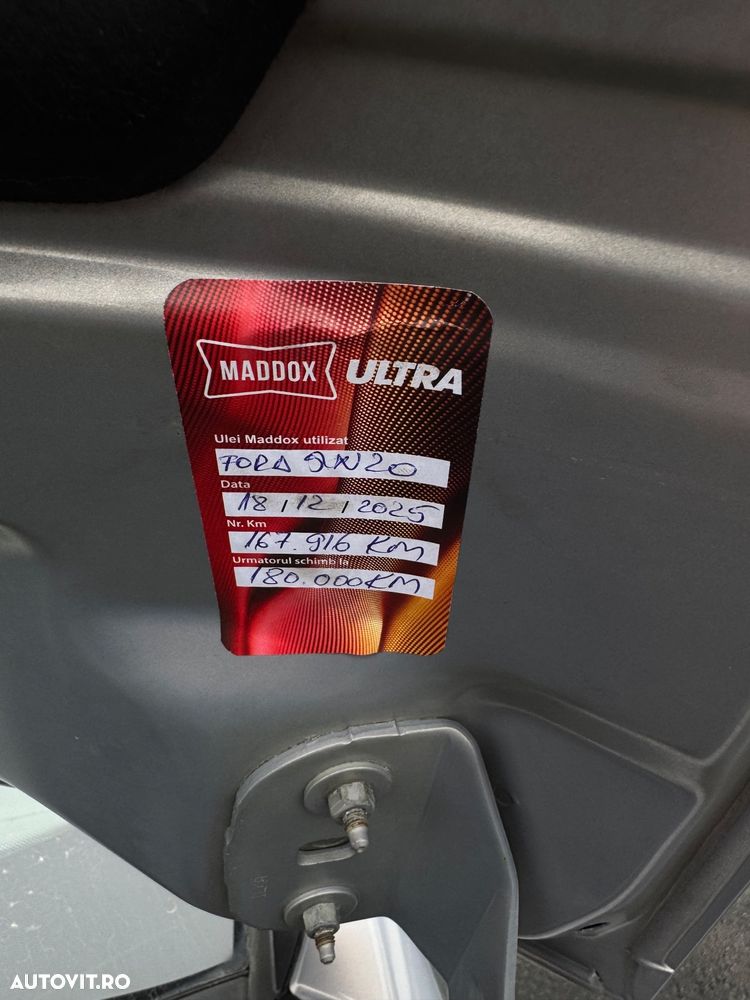 MADDOX ULTRA
Ulei Maddox utilizat
FORD 5W20
Data
18 / 12 / 2025
Nr. Km
167.916 KM
Urmatorul schimb la
180.000KM
AUTOVIT.RO